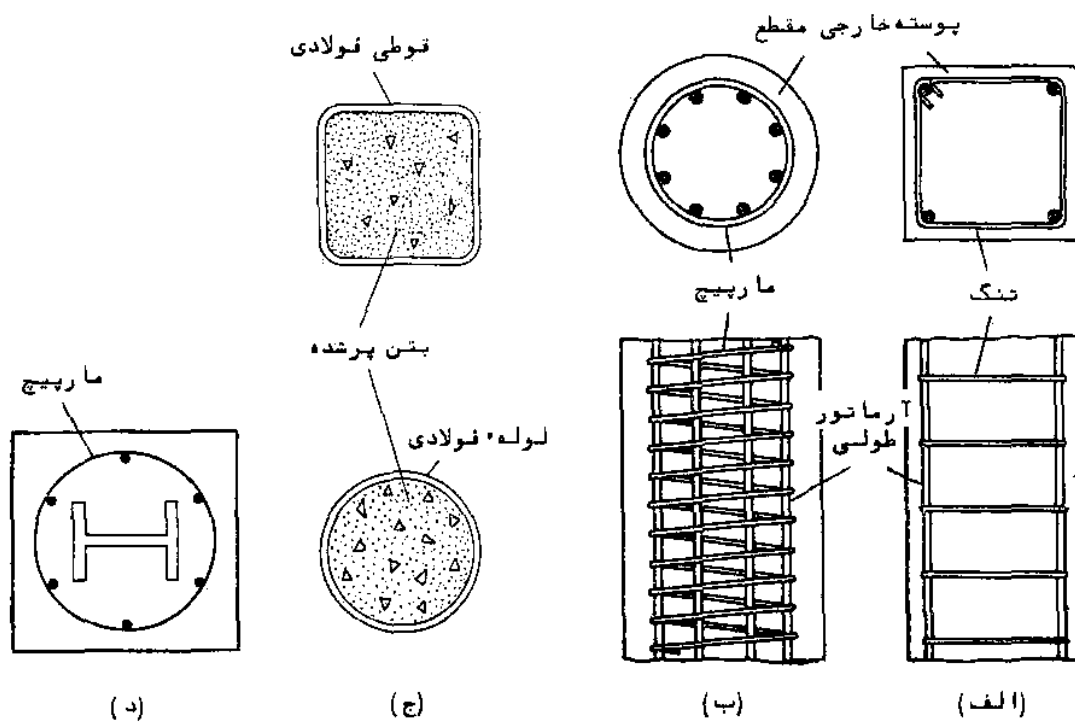 پوسته خارجی مقطع
قوطی فولادی
مارپیچ
تنگ
بتن پرشده
مارپیچ
آرماتور
طولی
لولهٔ فولادی
(الف)
(ب)
(ج)
(د)